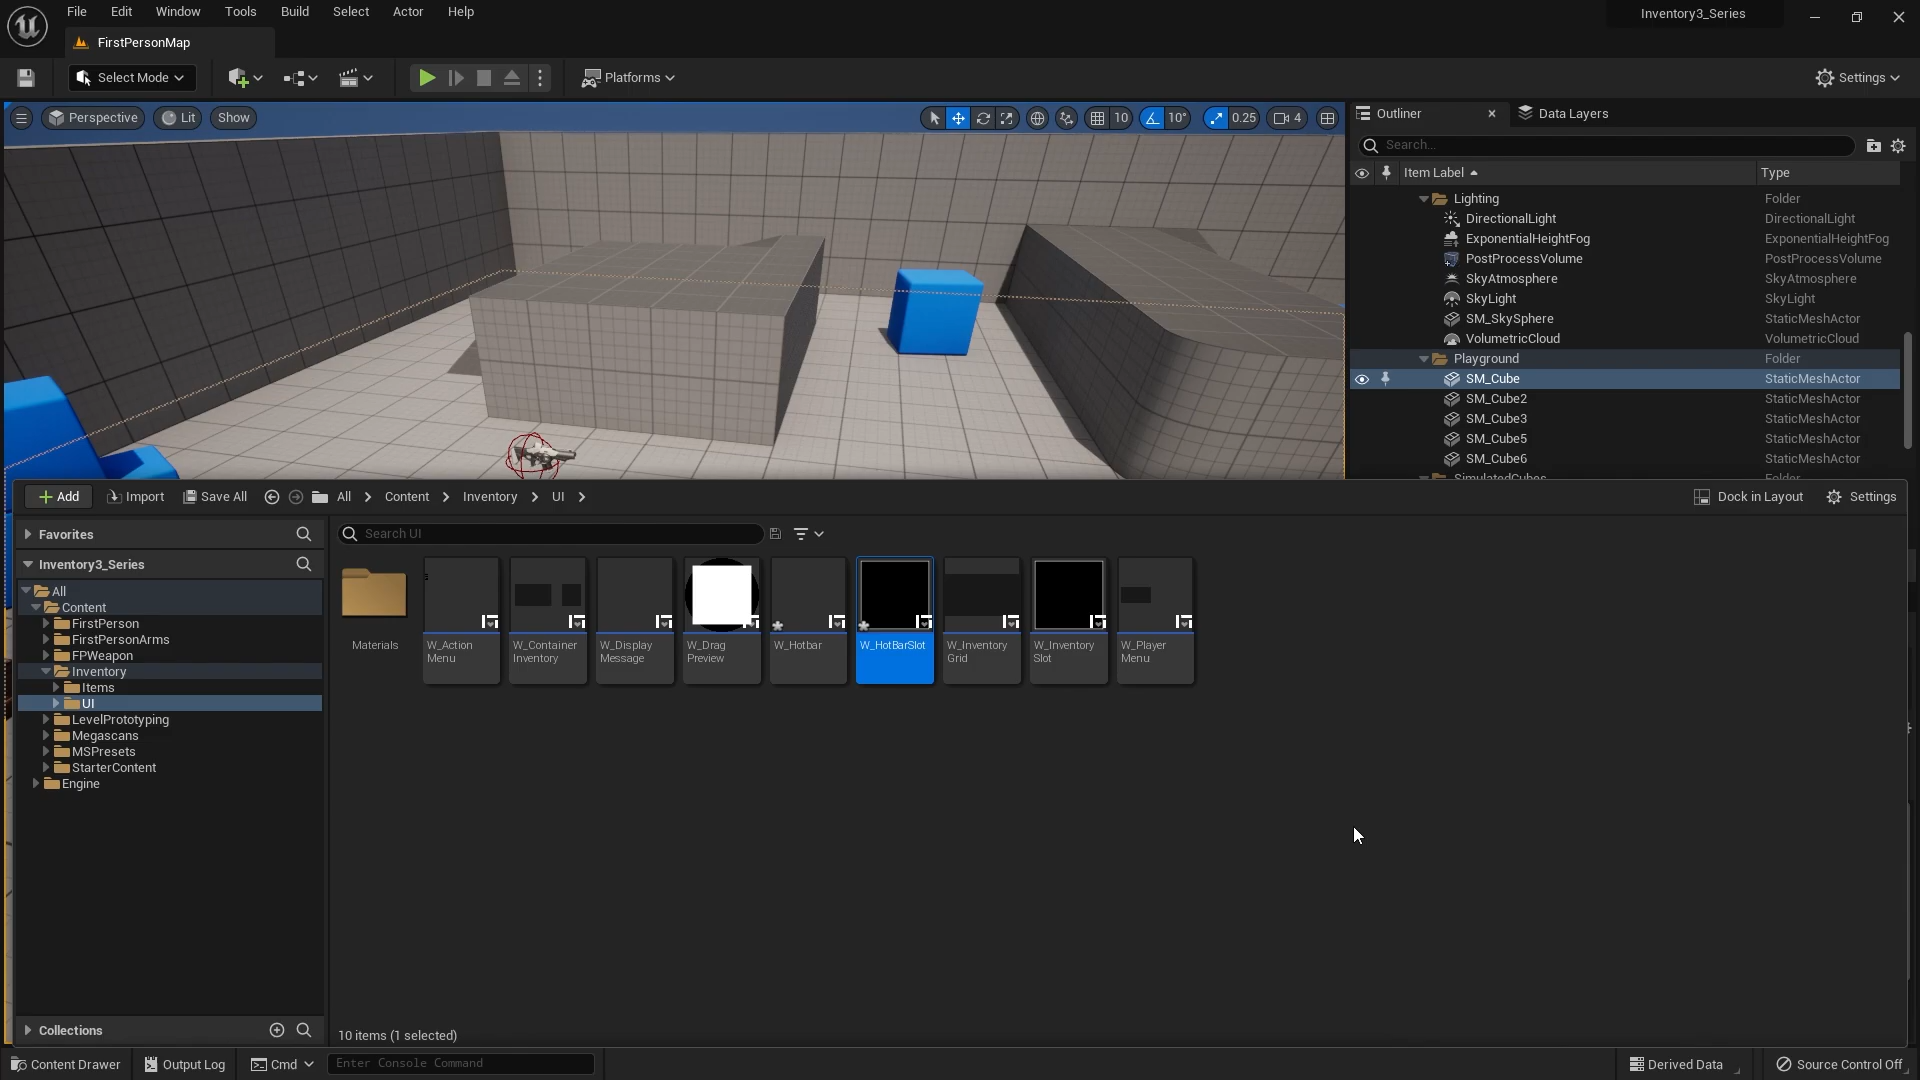 File Edit Window Tools Build Select Actor Help
Inventory3_Series
FirstPersonMap
Select Mode
Platforms
Settings
Perspective Lit Show
10 10° 0.25 4
Outliner Data Layers
Search...
Item Label Type
Lighting Folder
DirectionalLight DirectionalLight
ExponentialHeightFog ExponentialHeightFog
PostProcessVolume PostProcessVolume
SkyAtmosphere SkyAtmosphere
SkyLight SkyLight
SM_SkySphere StaticMeshActor
VolumetricCloud VolumetricCloud
Playground Folder
SM_Cube StaticMeshActor
SM_Cube2 StaticMeshActor
SM_Cube3 StaticMeshActor
SM_Cube5 StaticMeshActor
SM_Cube6 StaticMeshActor
SimulatedCubes Folder
Add Import Save All All Content Inventory UI
Dock in Layout Settings
Favorites
Search UI
Inventory3_Series
All
Content
FirstPerson
FirstPersonArms
FPWeapon
Inventory
Items
UI
LevelPrototyping
Megascans
MSPresets
StarterContent
Engine
Materials
W_Action
Menu
W_Container
Inventory
W_Display
Message
W_Drag
Preview
W_Hotbar
W_HotBarSlot
W_Inventory
Grid
W_Inventory
Slot
W_Player
Menu
10 items (1 selected)
Collections
Content Drawer Output Log Cmd Enter Console Command
Derived Data Source Control Off